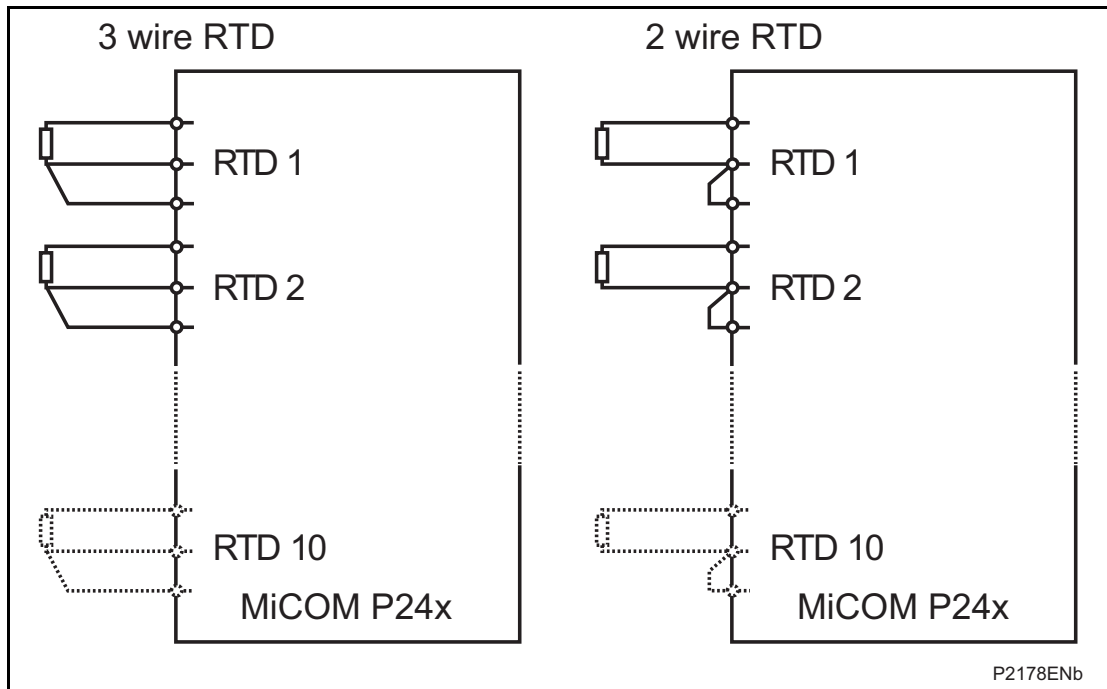 3 wire RTD
RTD 1
RTD 2
RTD 10
MiCOM P24x
2 wire RTD
RTD 1
RTD 2
RTD 10
MiCOM P24x
P2178ENb